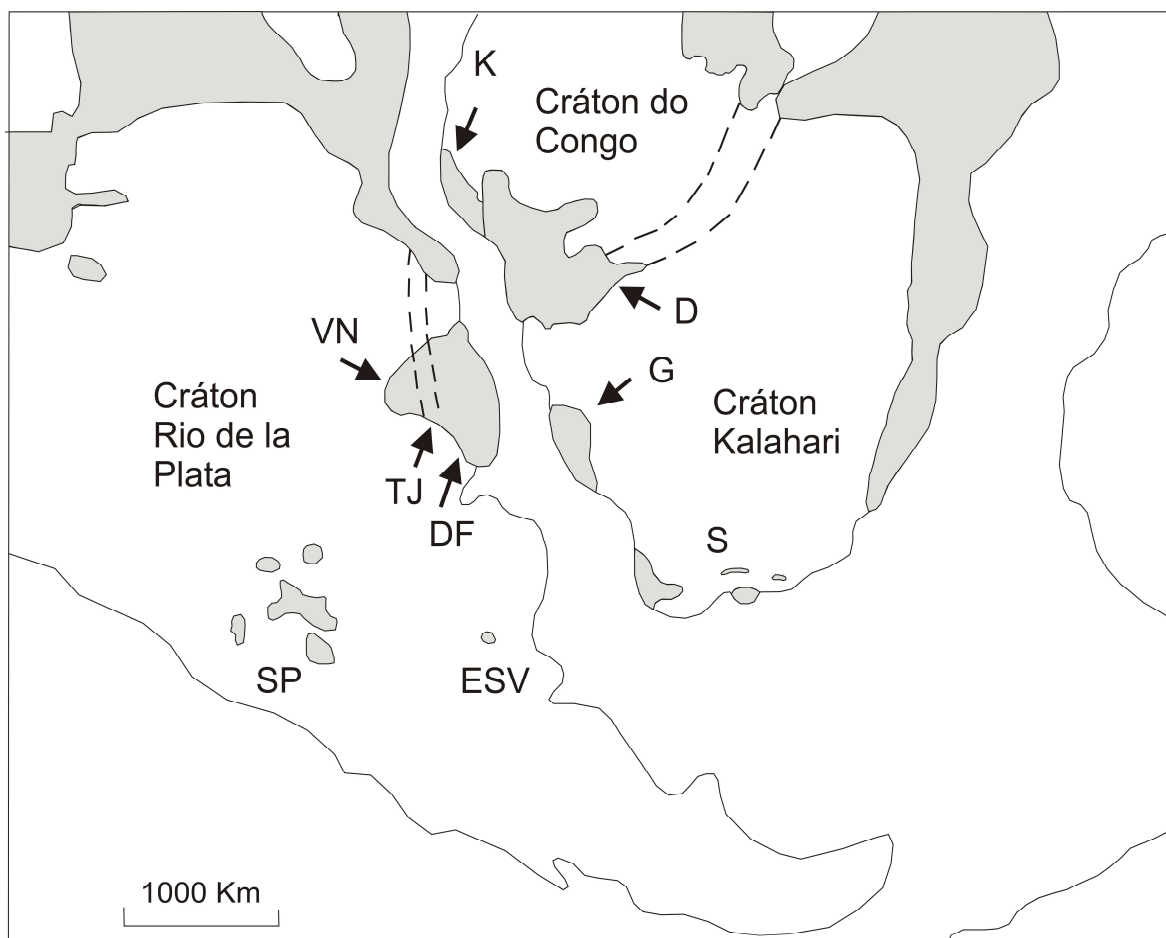 K
Cráton do
Congo
D
VN
G
Cráton
Rio de la
Plata
Cráton
Kalahari
TJ
DF
S
SP
ESV
1000 Km